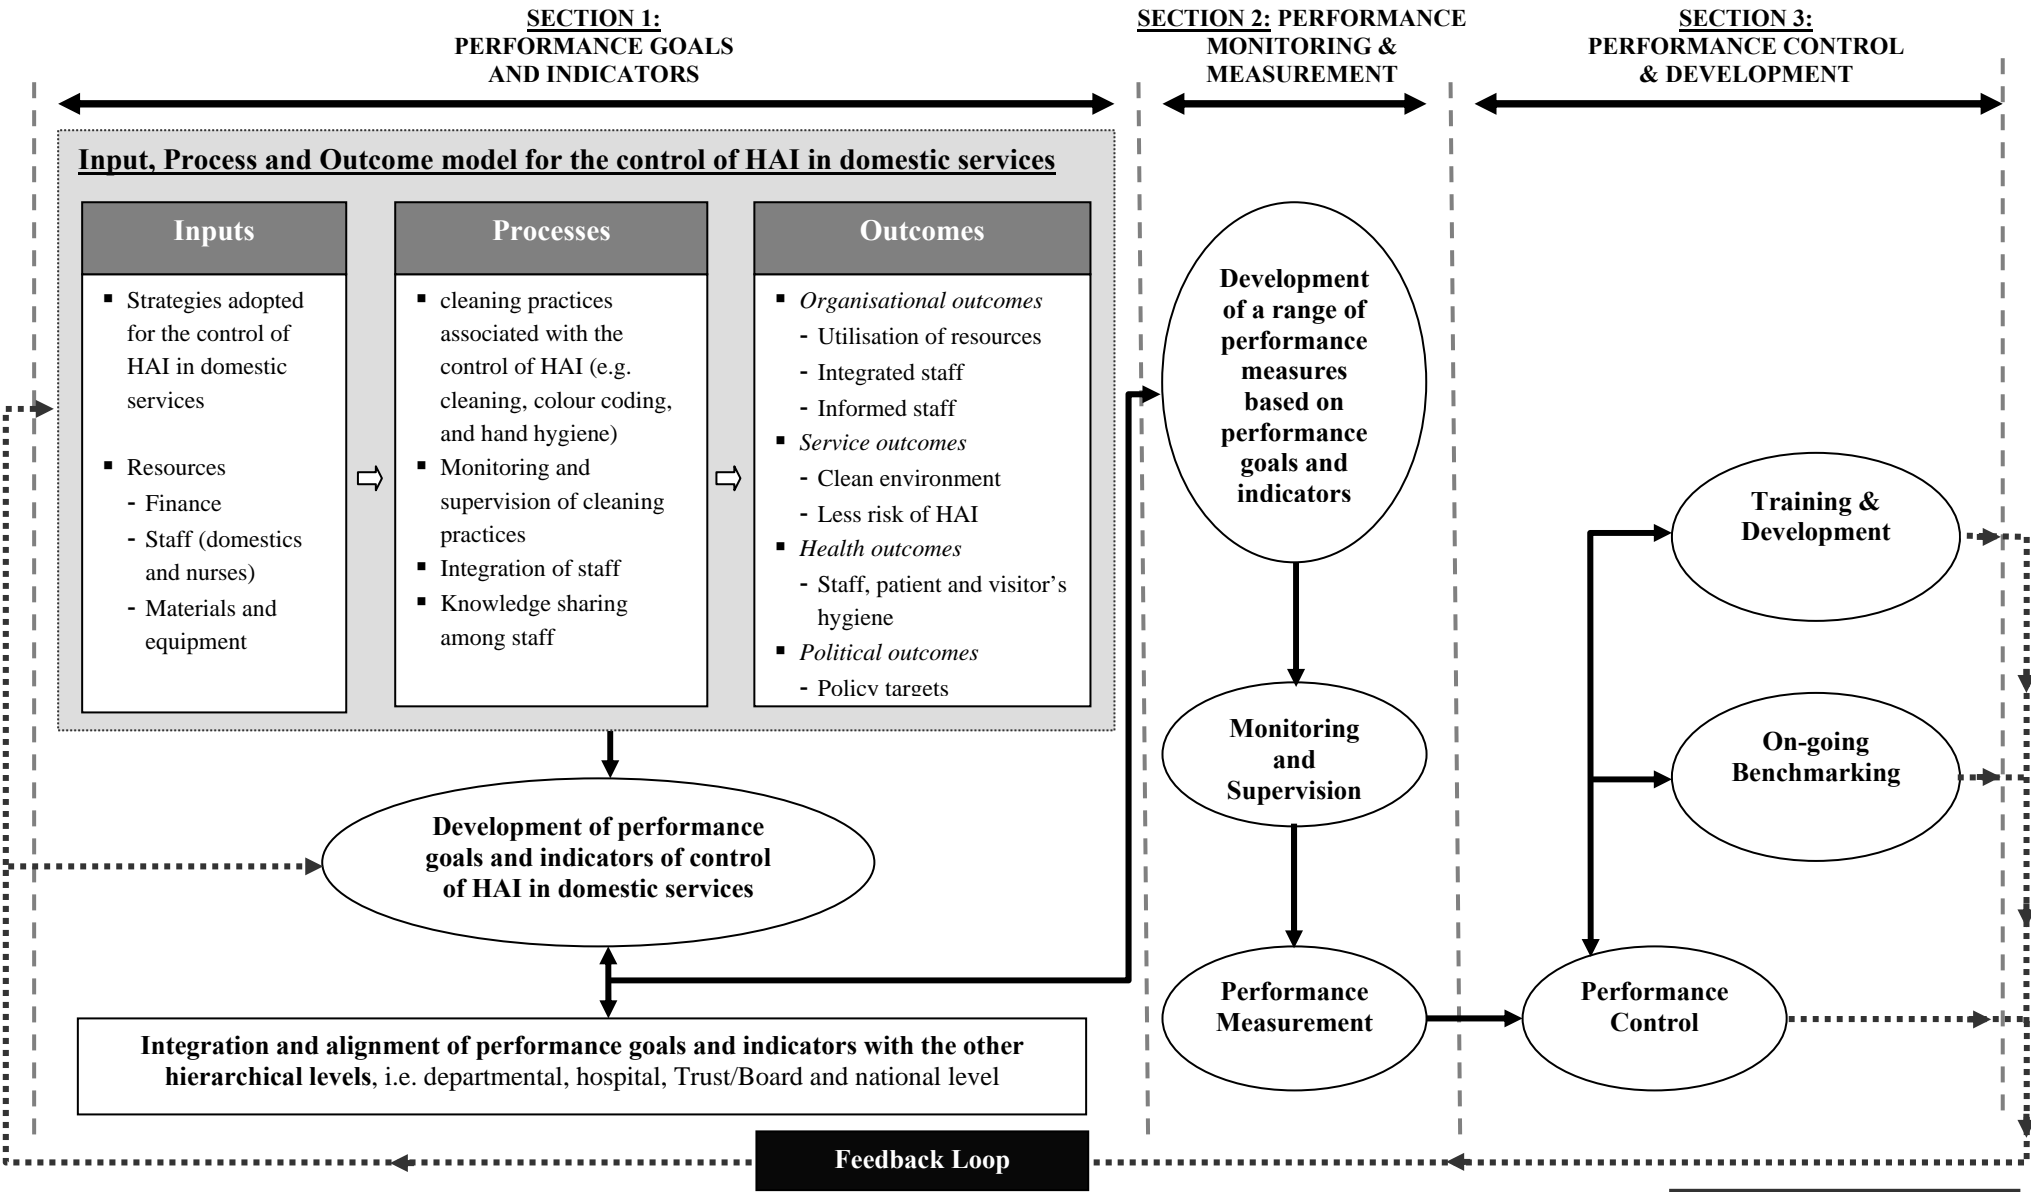 SECTION 1:
PERFORMANCE GOALS
AND INDICATORS
SECTION 2: PERFORMANCE
MONITORING &
MEASUREMENT
SECTION 3:
PERFORMANCE CONTROL
& DEVELOPMENT
Input, Process and Outcome model for the control of HAI in domestic services
Inputs
▪ Strategies adopted
for the control of
HAI in domestic
services
▪ Resources
- Finance
- Staff (domestics
and nurses)
- Materials and
equipment
Processes
▪ cleaning practices
associated with the
control of HAI (e.g.
cleaning, colour coding,
and hand hygiene)
▪ Monitoring and
supervision of cleaning
practices
▪ Integration of staff
▪ Knowledge sharing
among staff
Outcomes
▪ Organisational outcomes
- Utilisation of resources
- Integrated staff
- Informed staff
▪ Service outcomes
- Clean environment
- Less risk of HAI
▪ Health outcomes
- Staff, patient and visitor’s
hygiene
▪ Political outcomes
- Policy targets
Development of performance
goals and indicators of control
of HAI in domestic services
Integration and alignment of performance goals and indicators with the other
hierarchical levels, i.e. departmental, hospital, Trust/Board and national level
Development
of a range of
performance
measures
based on
performance
goals and
indicators
Monitoring
and
Supervision
Performance
Measurement
Training &
Development
On-going
Benchmarking
Performance
Control
Feedback Loop